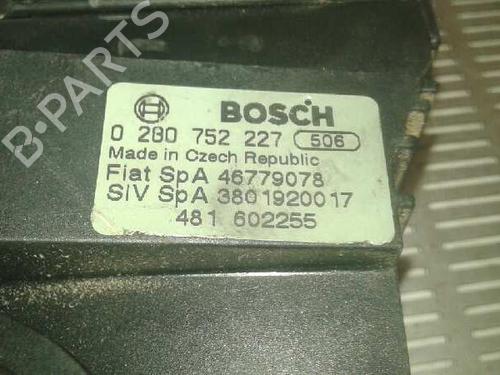 BOSCH
0 280 752 227 506
Made in Czech Republic
Fiat SpA 46779078
SIV SpA 3801920017
481 602255
B-PARTS